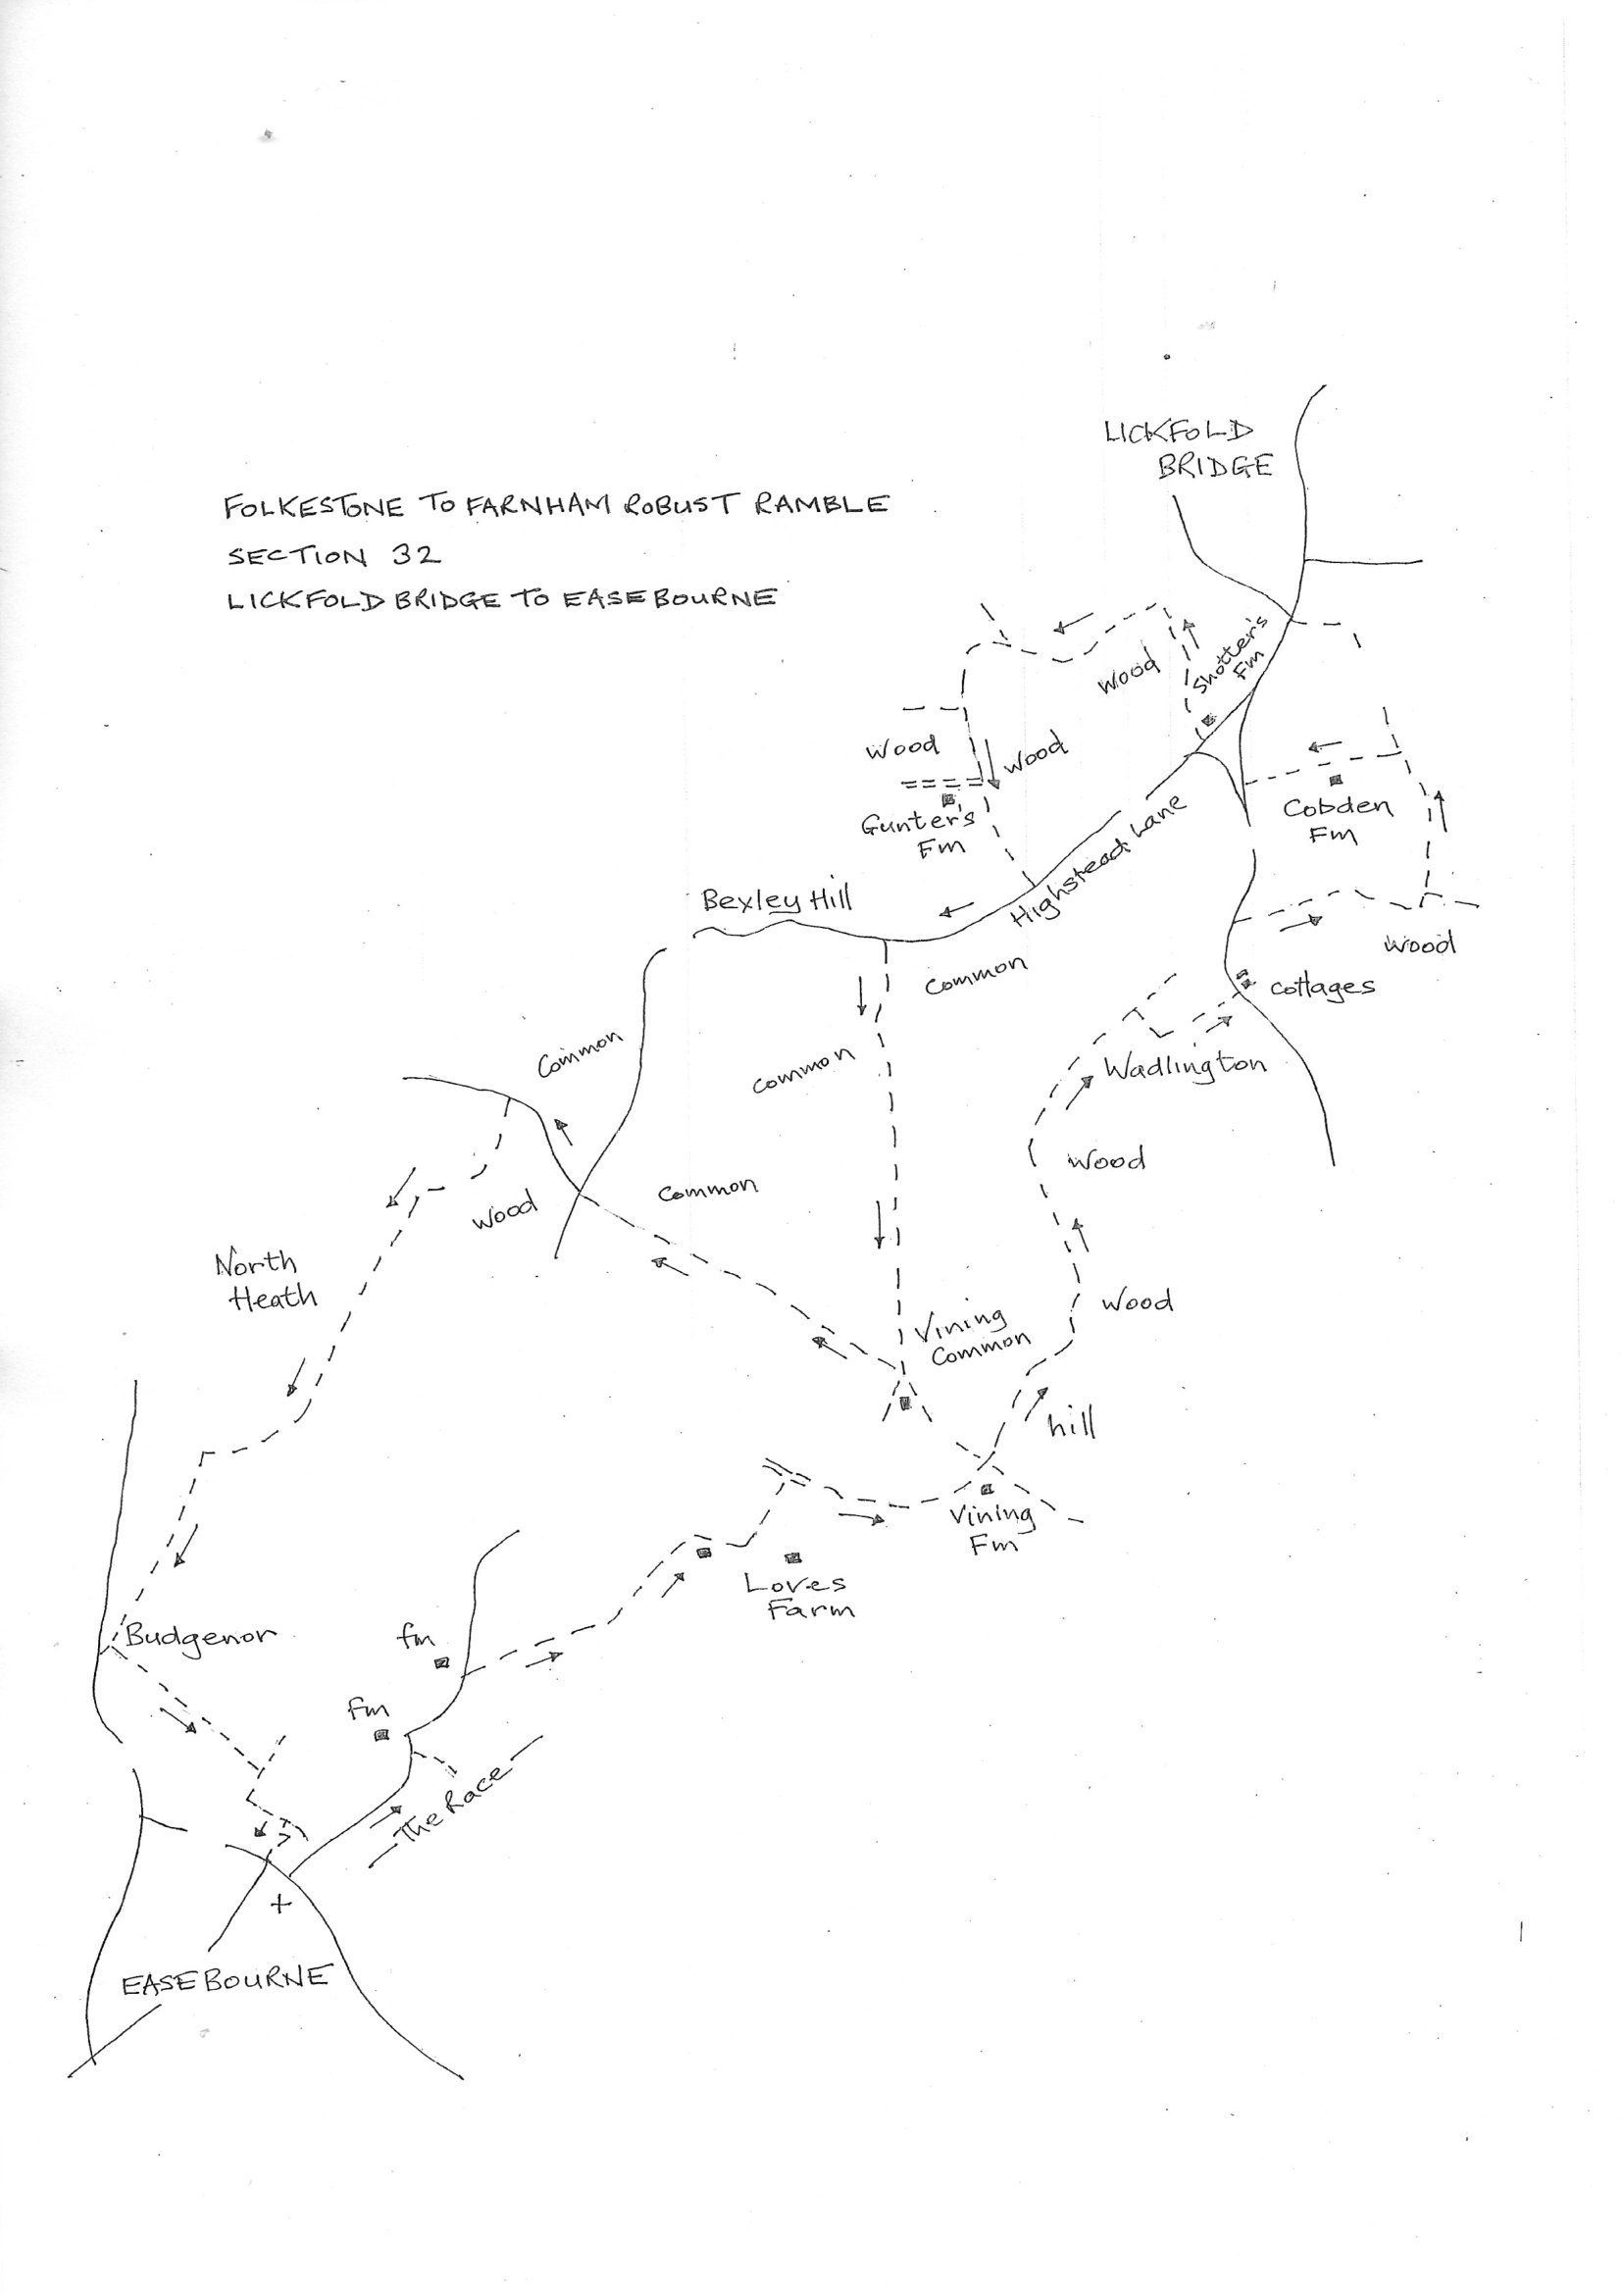 LICKFOLD
BRIDGE
FOLKESTONE TO FARNHAM ROBUST RAMBLE
SECTION 32
LICKFOLD BRIDGE TO EASEBOURNE
Shotter's
Fm
Wood
Wood
Wood
Gunter's
Fm
Cobden
Fm
Highstead Lane
Bexley Hill
Wood
Common
Cottages
Common
Common
Wadlington
Wood
Common
Wood
North
Heath
Wood
Vining
Common
hill
Vining
Fm
Loves
Farm
Budgenor
fm
fm
The Race
EASEBOURNE